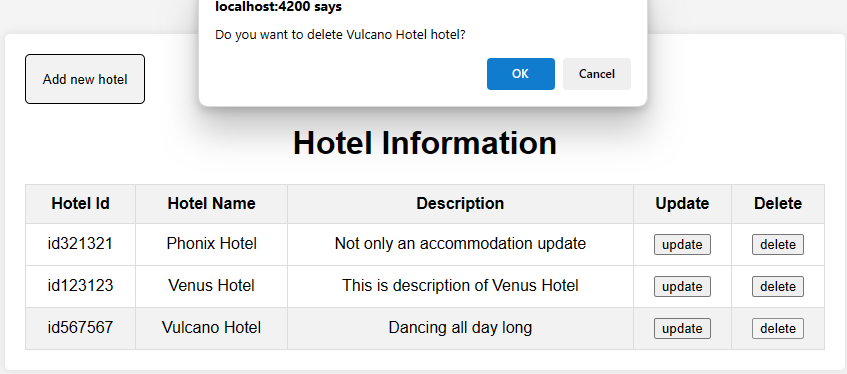 localhost:4200 says
Do you want to delete Vulcano Hotel hotel?
OK Cancel
Add new hotel
Hotel Information
Hotel Id Hotel Name Description Update Delete
id321321 Phonix Hotel Not only an accommodation update update delete
id123123 Venus Hotel This is description of Venus Hotel update delete
id567567 Vulcano Hotel Dancing all day long update delete